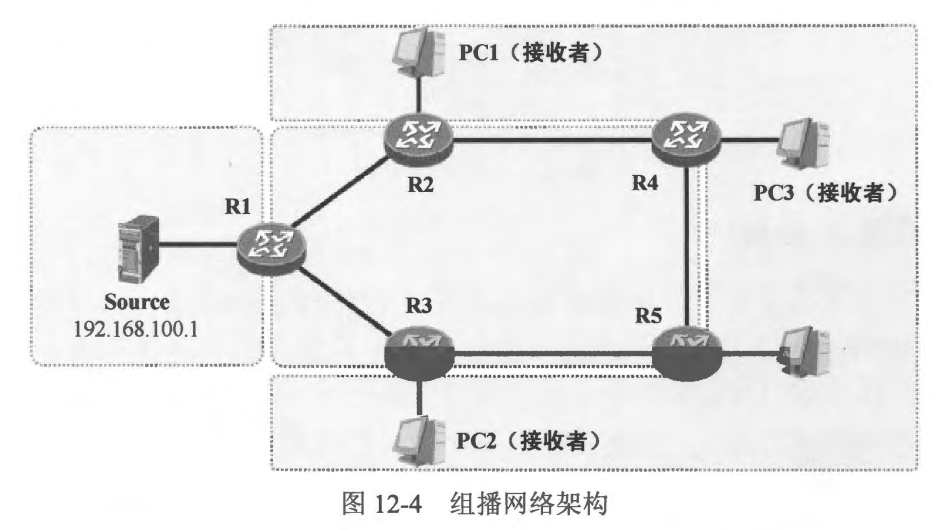 PC1（接收者）
R2
R4
PC3（接收者）
R1
Source
192.168.100.1
R3
R5
PC2（接收者）
图 12-4 组播网络架构